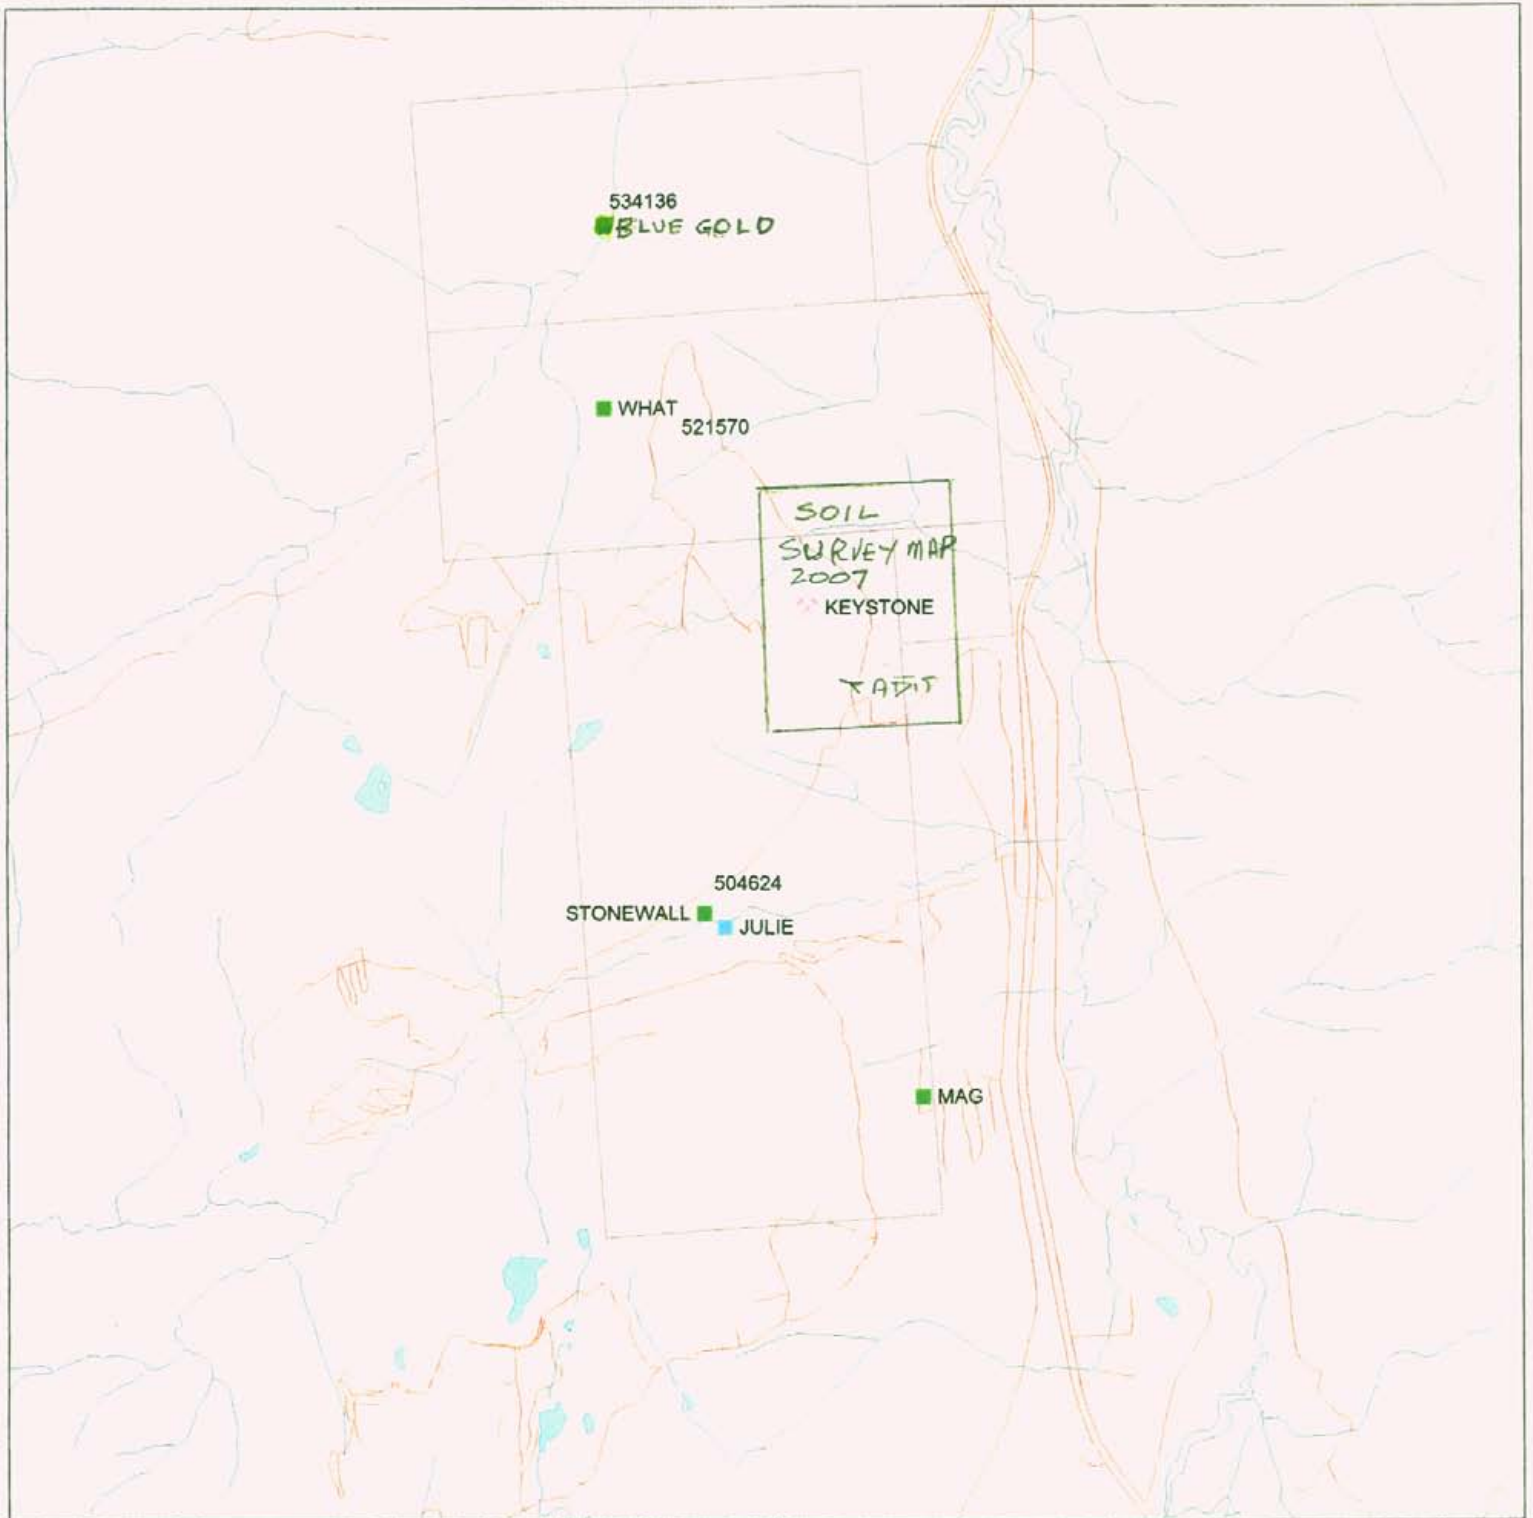 534136
BLUE GOLD
WHAT
521570
SOIL
SURVEY MAP
2007
KEYSTONE
X ADIT
504624
STONEWALL
JULIE
MAG